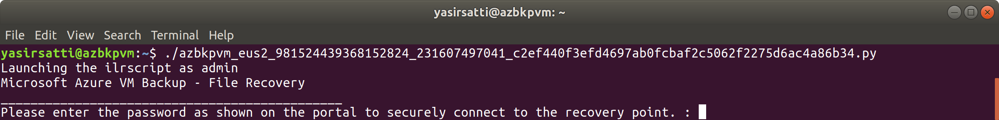 yasirsatti@azbkpvm: ~
File Edit View Search Terminal Help
yasirsatti@azbkpvm:~$ ./azbkpvm_eus2_981524439368152824_231607497041_c2ef440f3efd4697ab0fcbaf2c5062f2275d6ac4a86b34.py
Launching the ilrscript as admin
Microsoft Azure VM Backup - File Recovery
______________________________________________
Please enter the password as shown on the portal to securely connect to the recovery point. :